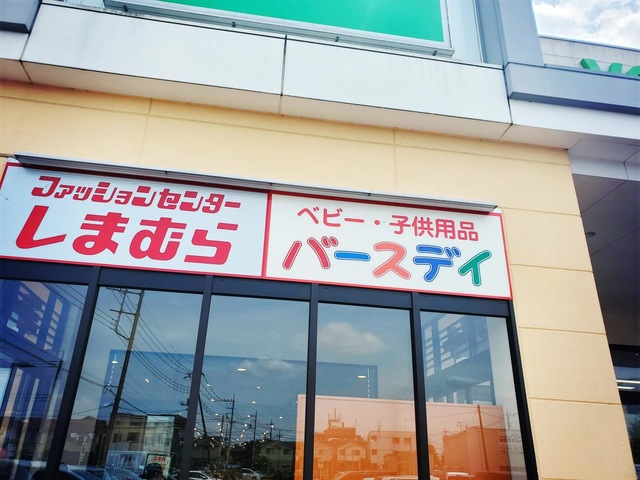 ファッションセンター
しまむら
ベビー・子供用品
バースデイ